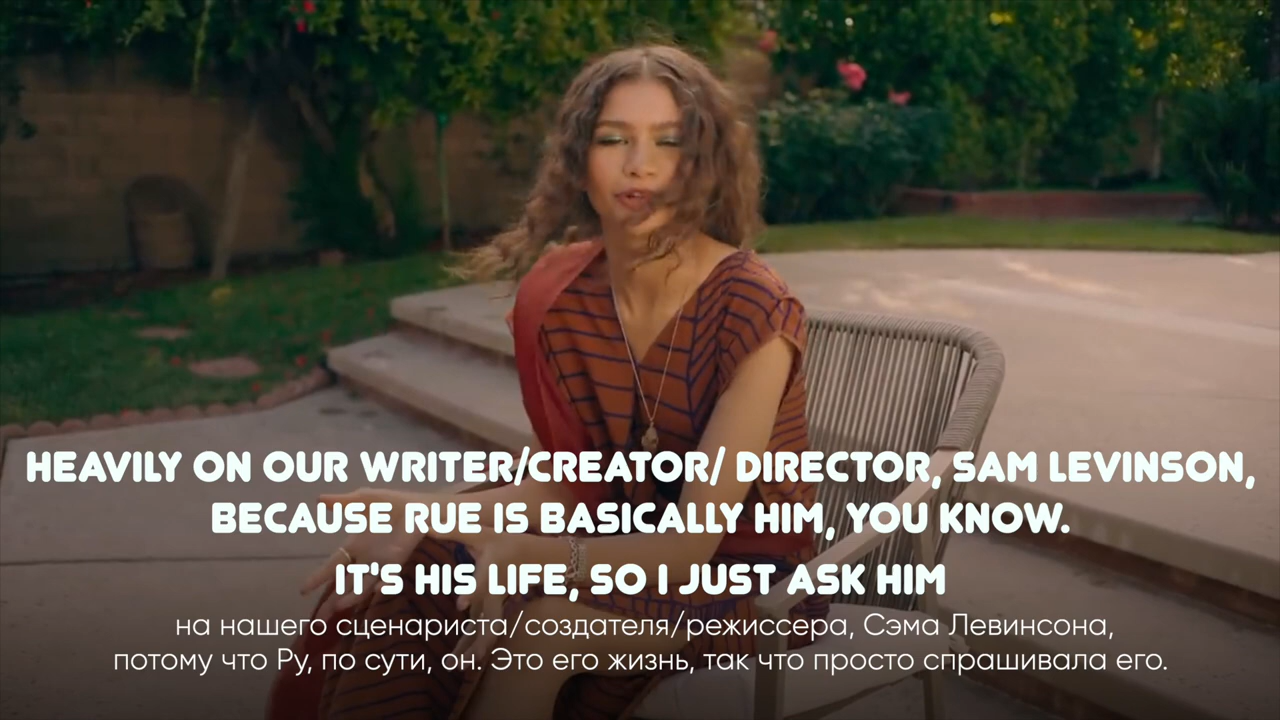 HEAVILY ON OUR WRITER/CREATOR/ DIRECTOR, SAM LEVINSON,
BECAUSE RUE IS BASICALLY HIM, YOU KNOW.
IT'S HIS LIFE, SO I JUST ASK HIM
на нашего сценариста/создателя/режиссера, Сэма Левинсона,
потому что Ру, по сути, он. Это его жизнь, так что просто спрашивала его.